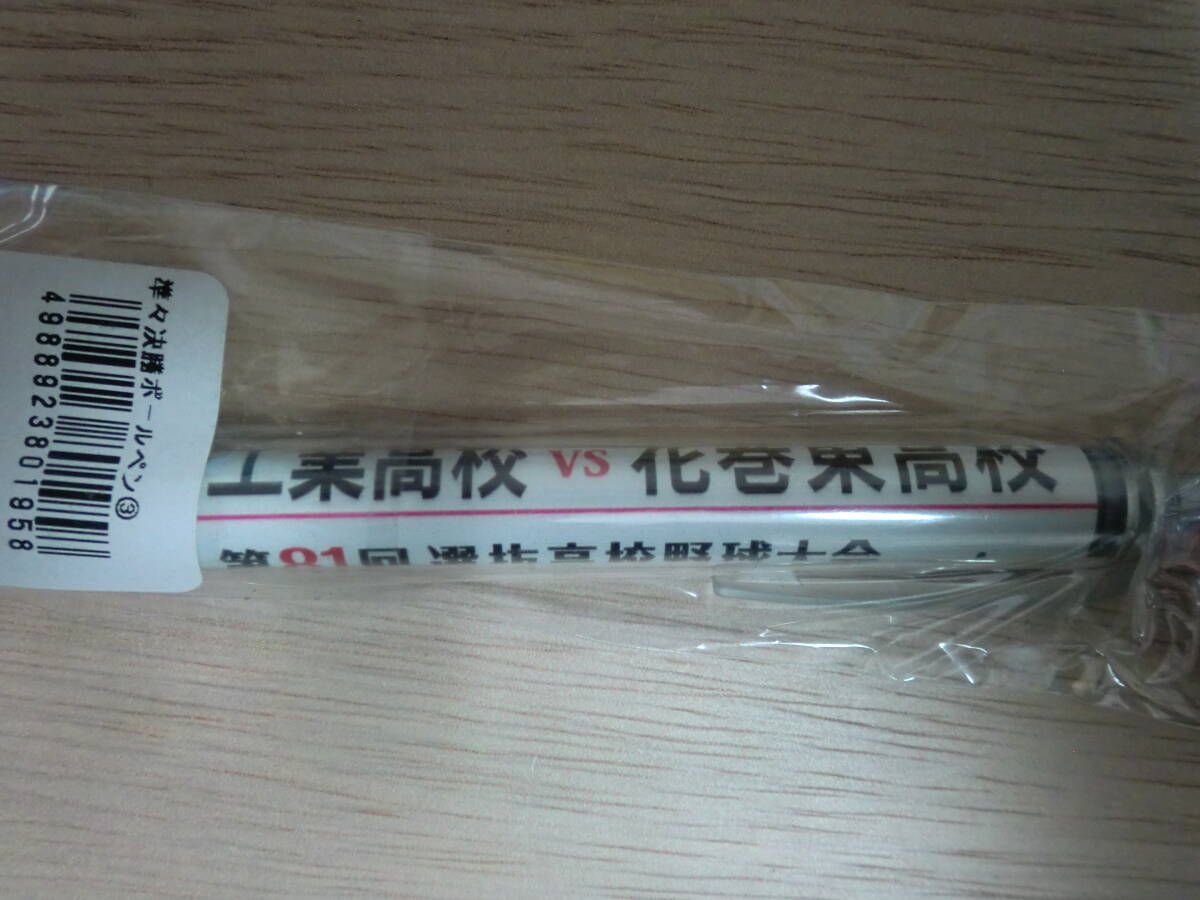 準々決勝ボールペン③
4988923801958
工業高校 VS 花巻東高校
第81回 選抜高校野球大会